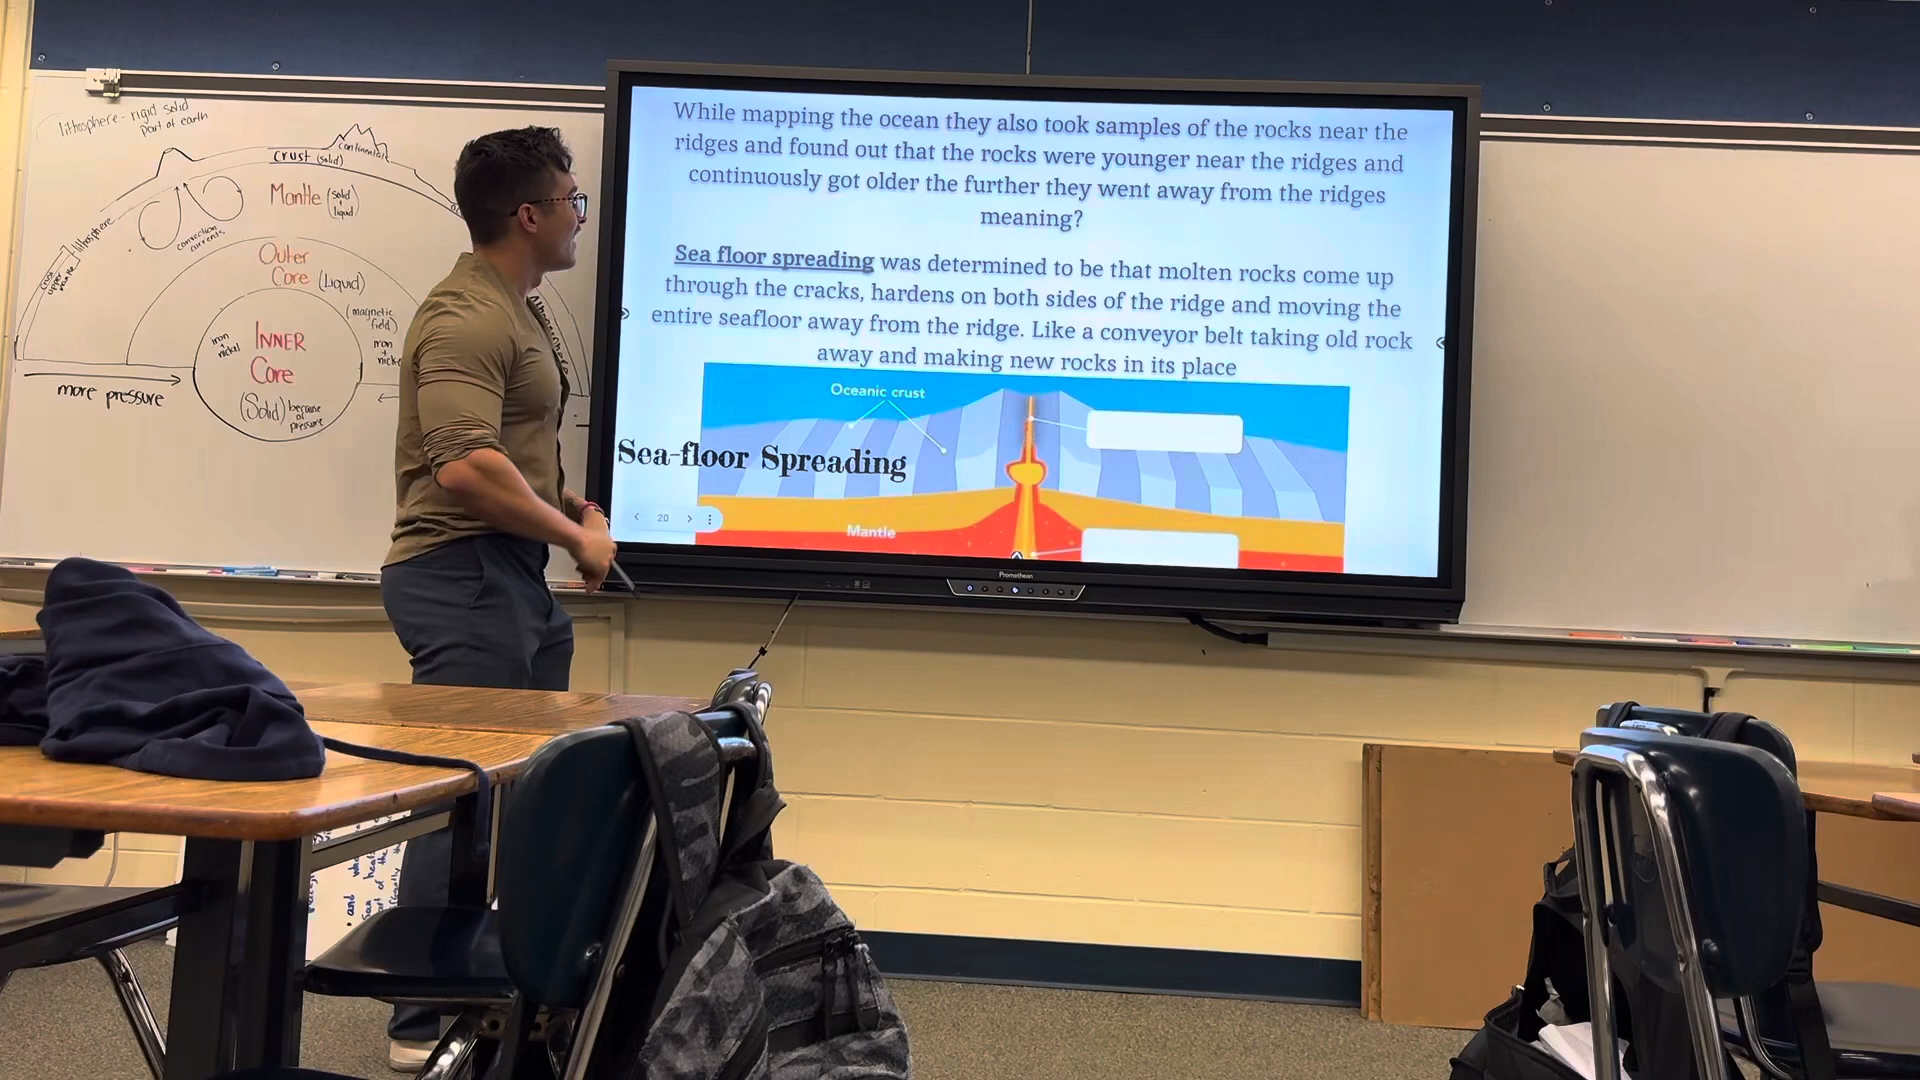 lithosphere - rigid solid
part of earth
continental
crust (solid)
Mantle (solid + liquid)
convection
currents
lithosphere
crust
upper
mantle
Outer
Core (Liquid)
(magnetic
field)
iron
+
nickel
INNER
Core
iron
+
nicke
(Solid) because
of
pressure
more pressure
While mapping the ocean they also took samples of the rocks near the
ridges and found out that the rocks were younger near the ridges and
continuously got older the further they went away from the ridges
meaning?
Sea floor spreading was determined to be that molten rocks come up
through the cracks, hardens on both sides of the ridge and moving the
entire seafloor away from the ridge. Like a conveyor belt taking old rock
away and making new rocks in its place
Oceanic crust
Sea-floor Spreading
20
Mantle
Promethean